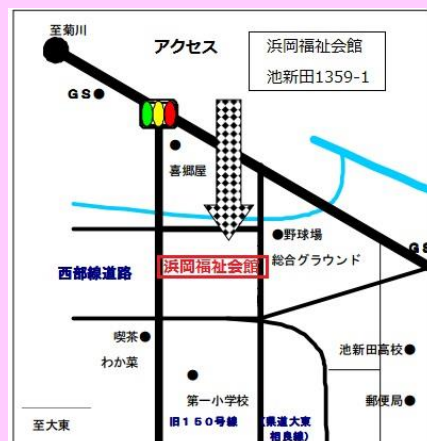 至菊川
アクセス
浜岡福祉会館
池新田1359-1
GS●
喜郷屋
●野球場
総合グラウンド
GS
西部線道路
浜岡福祉会館
喫茶●
わか菜
池新田高校●
第一小学校
郵便局●
至大東
旧150号線
(県道大東
相良線)